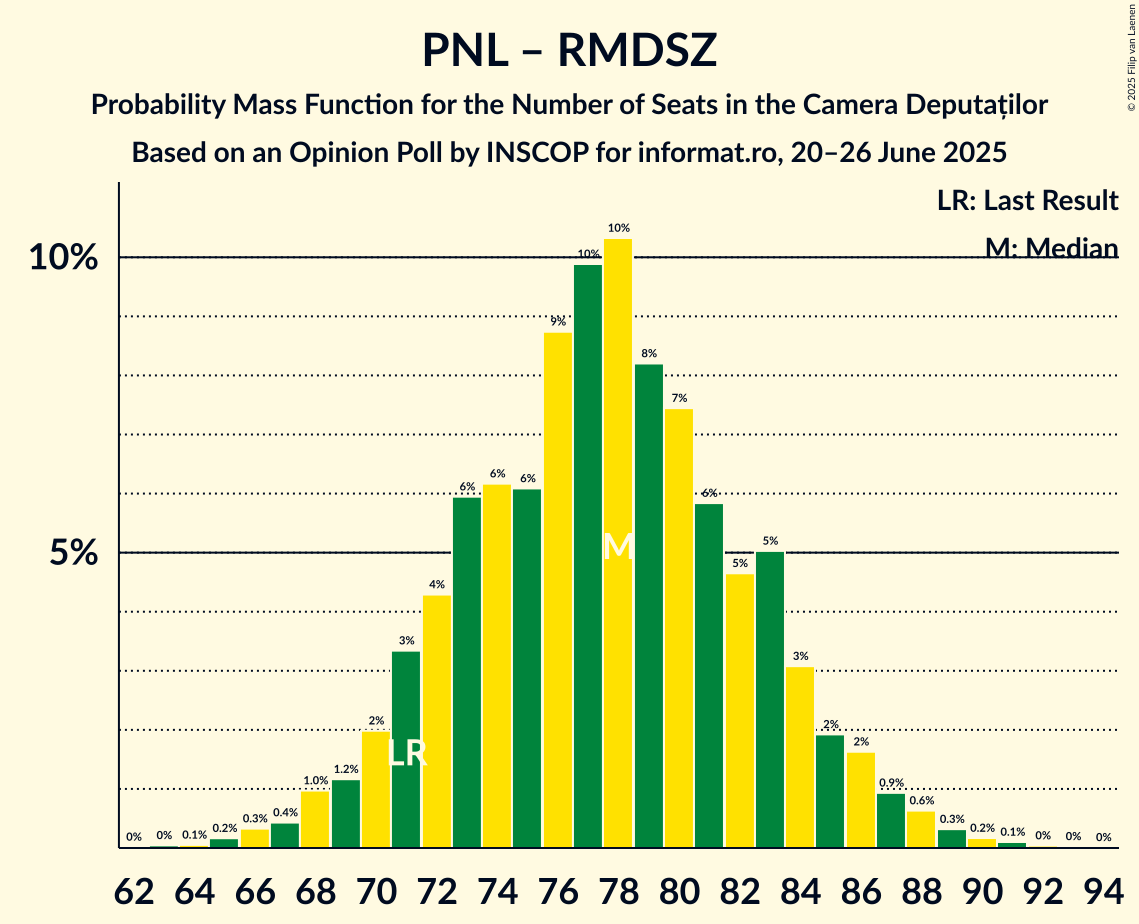 PNL – RMDSZ
Probability Mass Function for the Number of Seats in the Camera Deputaților
Based on an Opinion Poll by INSCOP for informat.ro, 20–26 June 2025
© 2025 Filip van Laenen
LR: Last Result
M: Median
10%
5%
0% 0% 0.1% 0.2% 0.3% 0.4% 1.0% 1.2% 2% 3% 4% 6% 6% 6% 9% 10% 10% 8% 7% 6% 5% 5% 3% 2% 2% 0.9% 0.6% 0.3% 0.2% 0.1% 0% 0% 0%
M
LR
62 64 66 68 70 72 74 76 78 80 82 84 86 88 90 92 94